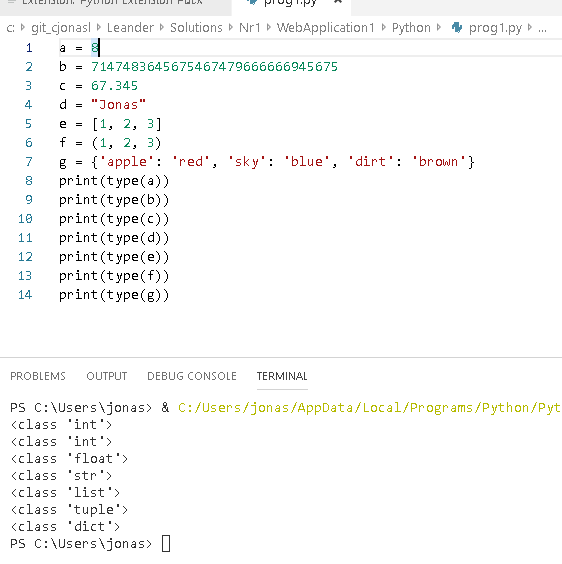 Extension: Python Extension Pack prog1.py
c: > git_cjonasl > Leander > Solutions > Nr1 > WebApplication1 > Python > prog1.py > ...
1 a = 8
2 b = 71474836456754674796666669 45675
3 c = 67.345
4 d = "Jonas"
5 e = [1, 2, 3]
6 f = (1, 2, 3)
7 g = {'apple': 'red', 'sky': 'blue', 'dirt': 'brown'}
8 print(type(a))
9 print(type(b))
10 print(type(c))
11 print(type(d))
12 print(type(e))
13 print(type(f))
14 print(type(g))
PROBLEMS OUTPUT DEBUG CONSOLE TERMINAL
PS C:\Users\jonas> & C:/Users/jonas/AppData/Local/Programs/Python/Pyt
<class 'int'>
<class 'int'>
<class 'float'>
<class 'str'>
<class 'list'>
<class 'tuple'>
<class 'dict'>
PS C:\Users\jonas>